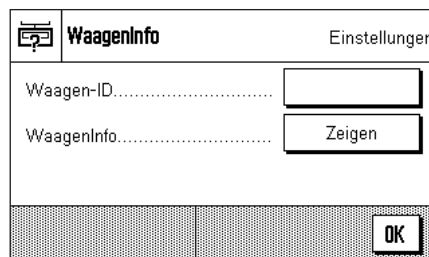 WaagenInfo Einstellungen
Waagen-ID..............................
WaagenInfo............................. Zeigen
OK